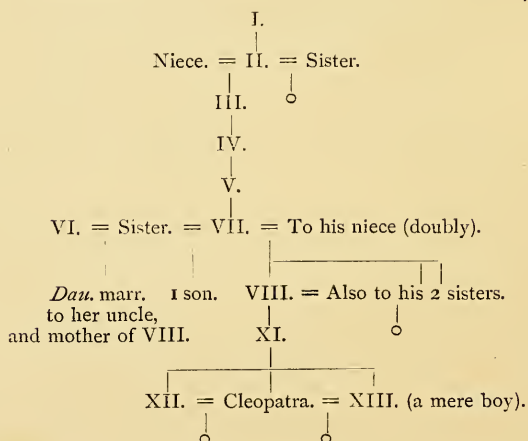 I.
Niece. = II. = Sister.
III. o
IV.
V.
VI. = Sister. = VII. = To his niece (doubly).
Dau. marr. 1 son. VIII. = Also to his 2 sisters.
to her uncle,
and mother of VIII. XI. o
XII. = Cleopatra. = XIII. (a mere boy).
o o